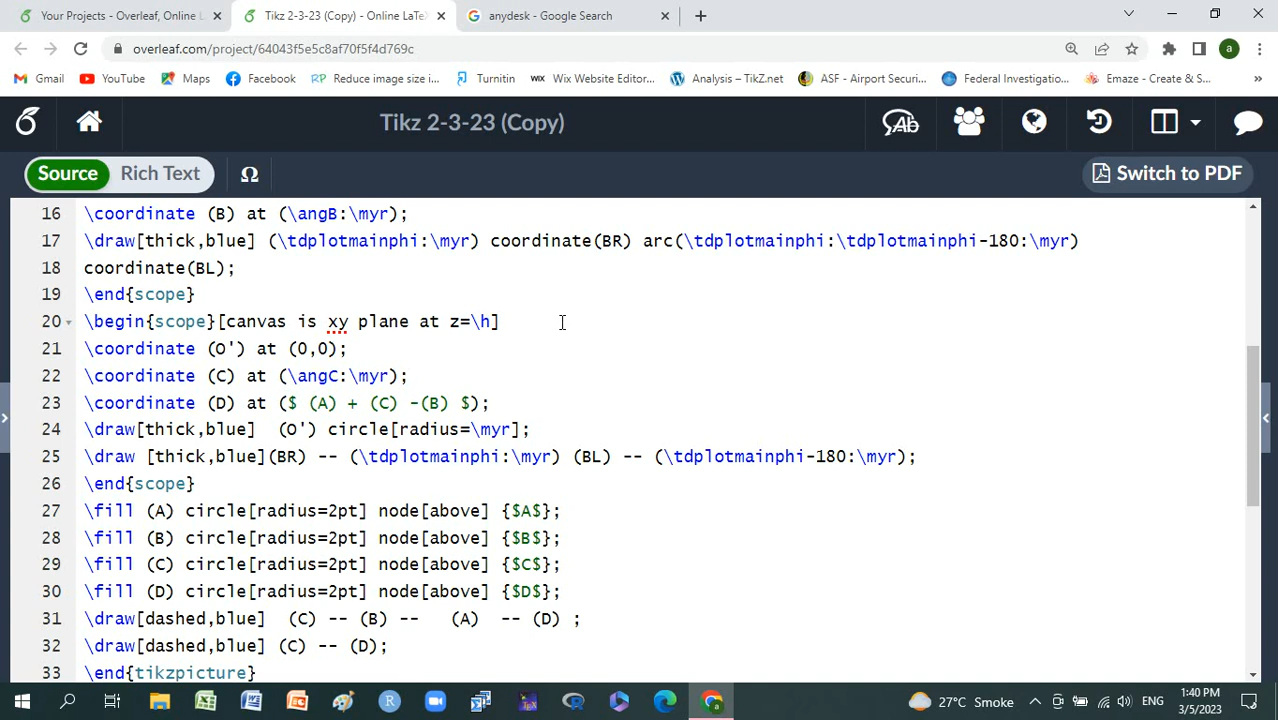 Your Projects - Overleaf, Online L
Tikz 2-3-23 (Copy) - Online LaTeX
anydesk - Google Search
overleaf.com/project/64043f5e5c8af70f5f4d769c
a
Gmail
YouTube
Maps
Facebook
RP Reduce image size i...
Turnitin
WIX Wix Website Editor...
Analysis – TikZ.net
ASF - Airport Securi...
Federal Investigatio...
Emaze - Create & S...
»
Tikz 2-3-23 (Copy)
Source
Rich Text
Ω
Switch to PDF
16 \coordinate (B) at (\angB:\myr);
17 \draw[thick,blue] (\tdplotmainphi:\myr) coordinate(BR) arc(\tdplotmainphi:\tdplotmainphi-180:\myr)
18 coordinate(BL);
19 \end{scope}
20 \begin{scope}[canvas is xy plane at z=\h]
21 \coordinate (O') at (0,0);
22 \coordinate (C) at (\angC:\myr);
23 \coordinate (D) at ($ (A) + (C) -(B) $);
24 \draw[thick,blue]  (O') circle[radius=\myr];
25 \draw [thick,blue](BR) -- (\tdplotmainphi:\myr) (BL) -- (\tdplotmainphi-180:\myr);
26 \end{scope}
27 \fill (A) circle[radius=2pt] node[above] {$A$};
28 \fill (B) circle[radius=2pt] node[above] {$B$};
29 \fill (C) circle[radius=2pt] node[above] {$C$};
30 \fill (D) circle[radius=2pt] node[above] {$D$};
31 \draw[dashed,blue]  (C) -- (B) --   (A)  -- (D) ;
32 \draw[dashed,blue] (C) -- (D);
33 \end{tikzpicture}
27°C Smoke
ENG
1:40 PM
3/5/2023